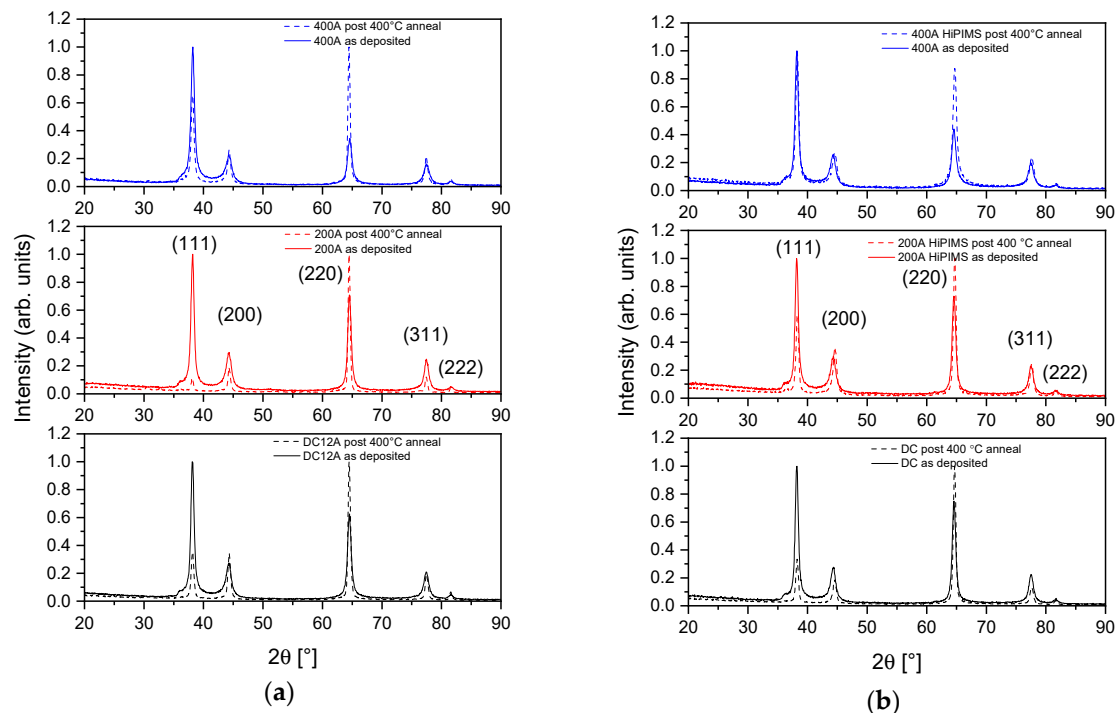 400A post 400°C anneal
400A as deposited
1.2
1.0
0.8
0.6
0.4
0.2
0.0
20 30 40 50 60 70 80 90
200A post 400°C anneal
200A as deposited
(111)
(200)
(220)
(311)
(222)
1.2
1.0
0.8
0.6
0.4
0.2
0.0
20 30 40 50 60 70 80 90
Intensity (arb. units)
DC12A post 400°C anneal
DC12A as deposited
1.2
1.0
0.8
0.6
0.4
0.2
0.0
20 30 40 50 60 70 80 90
2θ [°]
(a)
400A HiPIMS post 400°C anneal
400A as deposited
1.2
1.0
0.8
0.6
0.4
0.2
0.0
20 30 40 50 60 70 80 90
200A HiPIMS post 400 °C anneal
200A HiPIMS as deposited
(111)
(200)
(220)
(311)
(222)
1.2
1.0
0.8
0.6
0.4
0.2
0.0
20 30 40 50 60 70 80 90
Intensity (arb. units)
DC post 400 °C anneal
DC as deposited
1.2
1.0
0.8
0.6
0.4
0.2
0.0
20 30 40 50 60 70 80 90
2θ [°]
(b)